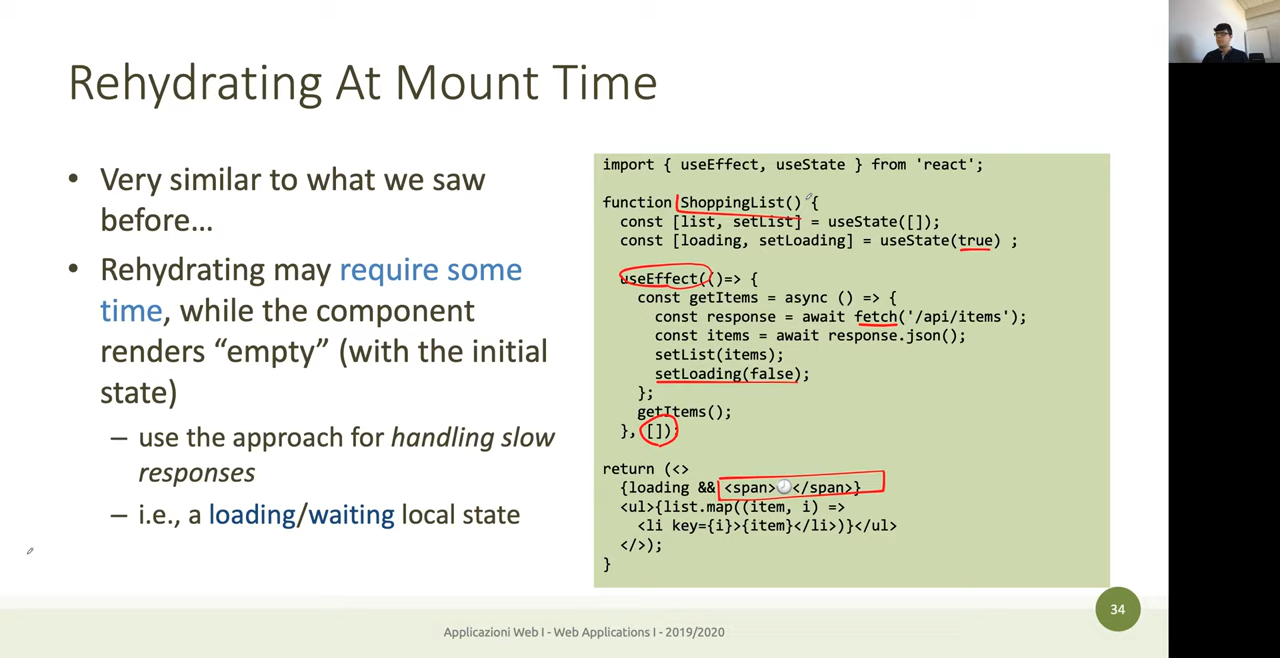 Rehydrating At Mount Time
• Very similar to what we saw
before…
• Rehydrating may require some
time, while the component
renders “empty” (with the initial
state)
– use the approach for handling slow
responses
– i.e., a loading/waiting local state
import { useEffect, useState } from 'react';
function ShoppingList() {
const [list, setList] = useState([]);
const [loading, setLoading] = useState(true) ;
useEffect(()=> {
const getItems = async () => {
const response = await fetch('/api/items');
const items = await response.json();
setList(items);
setLoading(false);
};
getItems();
}, []);
return (<>
{loading && <span>🕗</span>}
<ul>{list.map((item, i) =>
<li key={i}>{item}</li>)}</ul>
</>);
}
34
Applicazioni Web I - Web Applications I - 2019/2020